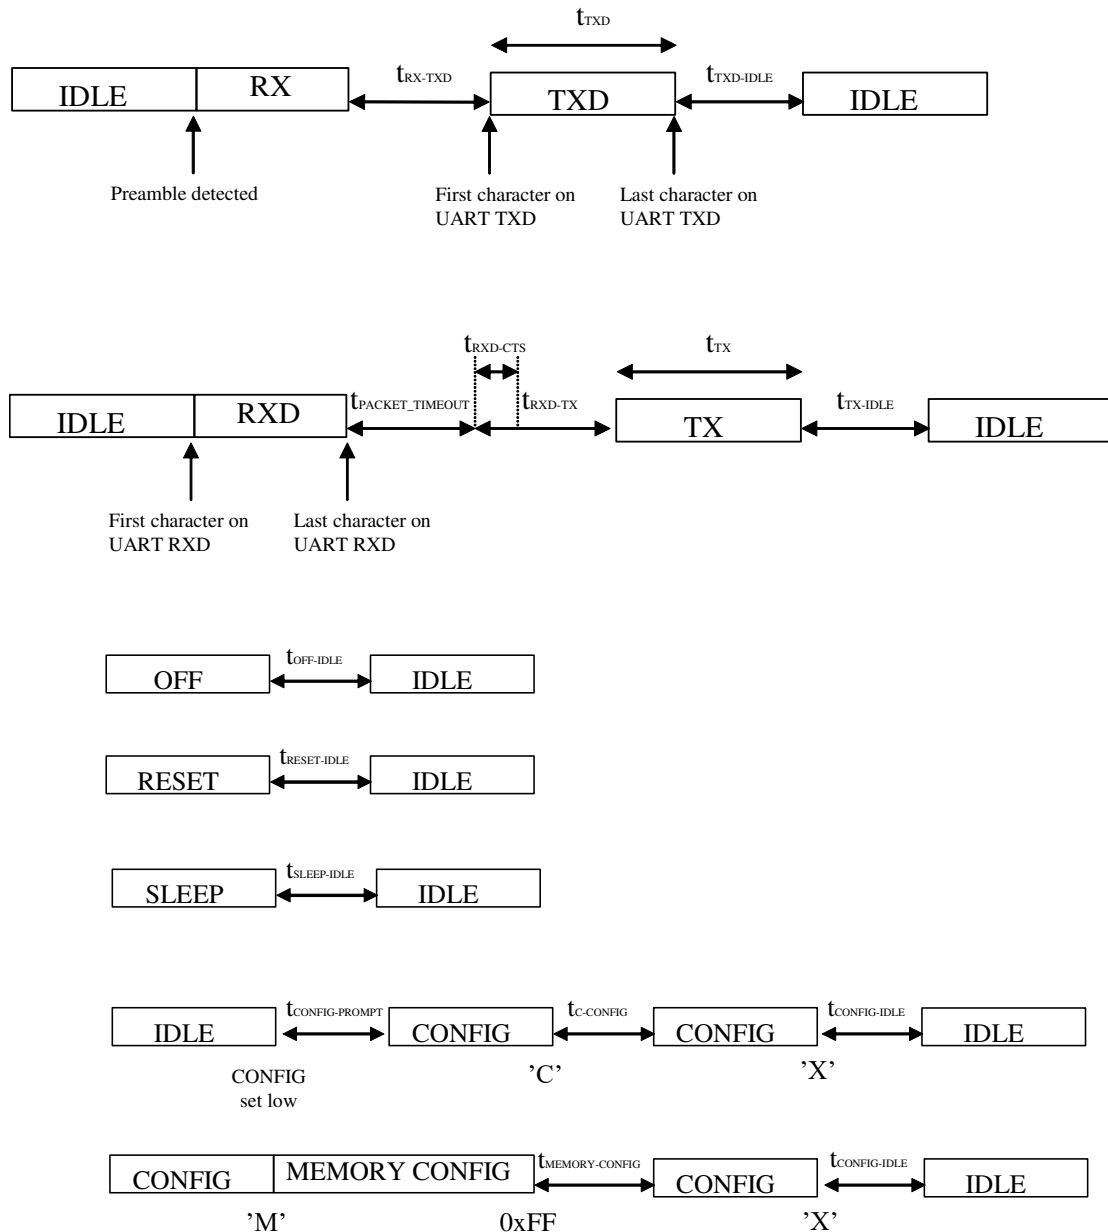 tTXD
IDLE RX tRX-TXD TXD tTXD-IDLE IDLE
Preamble detected
First character on
UART TXD
Last character on
UART TXD
tRXD-CTS
tTX
IDLE RXD tPACKET_TIMEOUT tRXD-TX TX tTX-IDLE IDLE
First character on
UART RXD
Last character on
UART RXD
OFF tOFF-IDLE IDLE
RESET tRESET-IDLE IDLE
SLEEP tSLEEP-IDLE IDLE
IDLE tCONFIG-PROMPT CONFIG tC-CONFIG CONFIG tCONFIG-IDLE IDLE
CONFIG
set low
'C'
'X'
CONFIG MEMORY CONFIG tMEMORY-CONFIG CONFIG tCONFIG-IDLE IDLE
'M' 0xFF 'X'